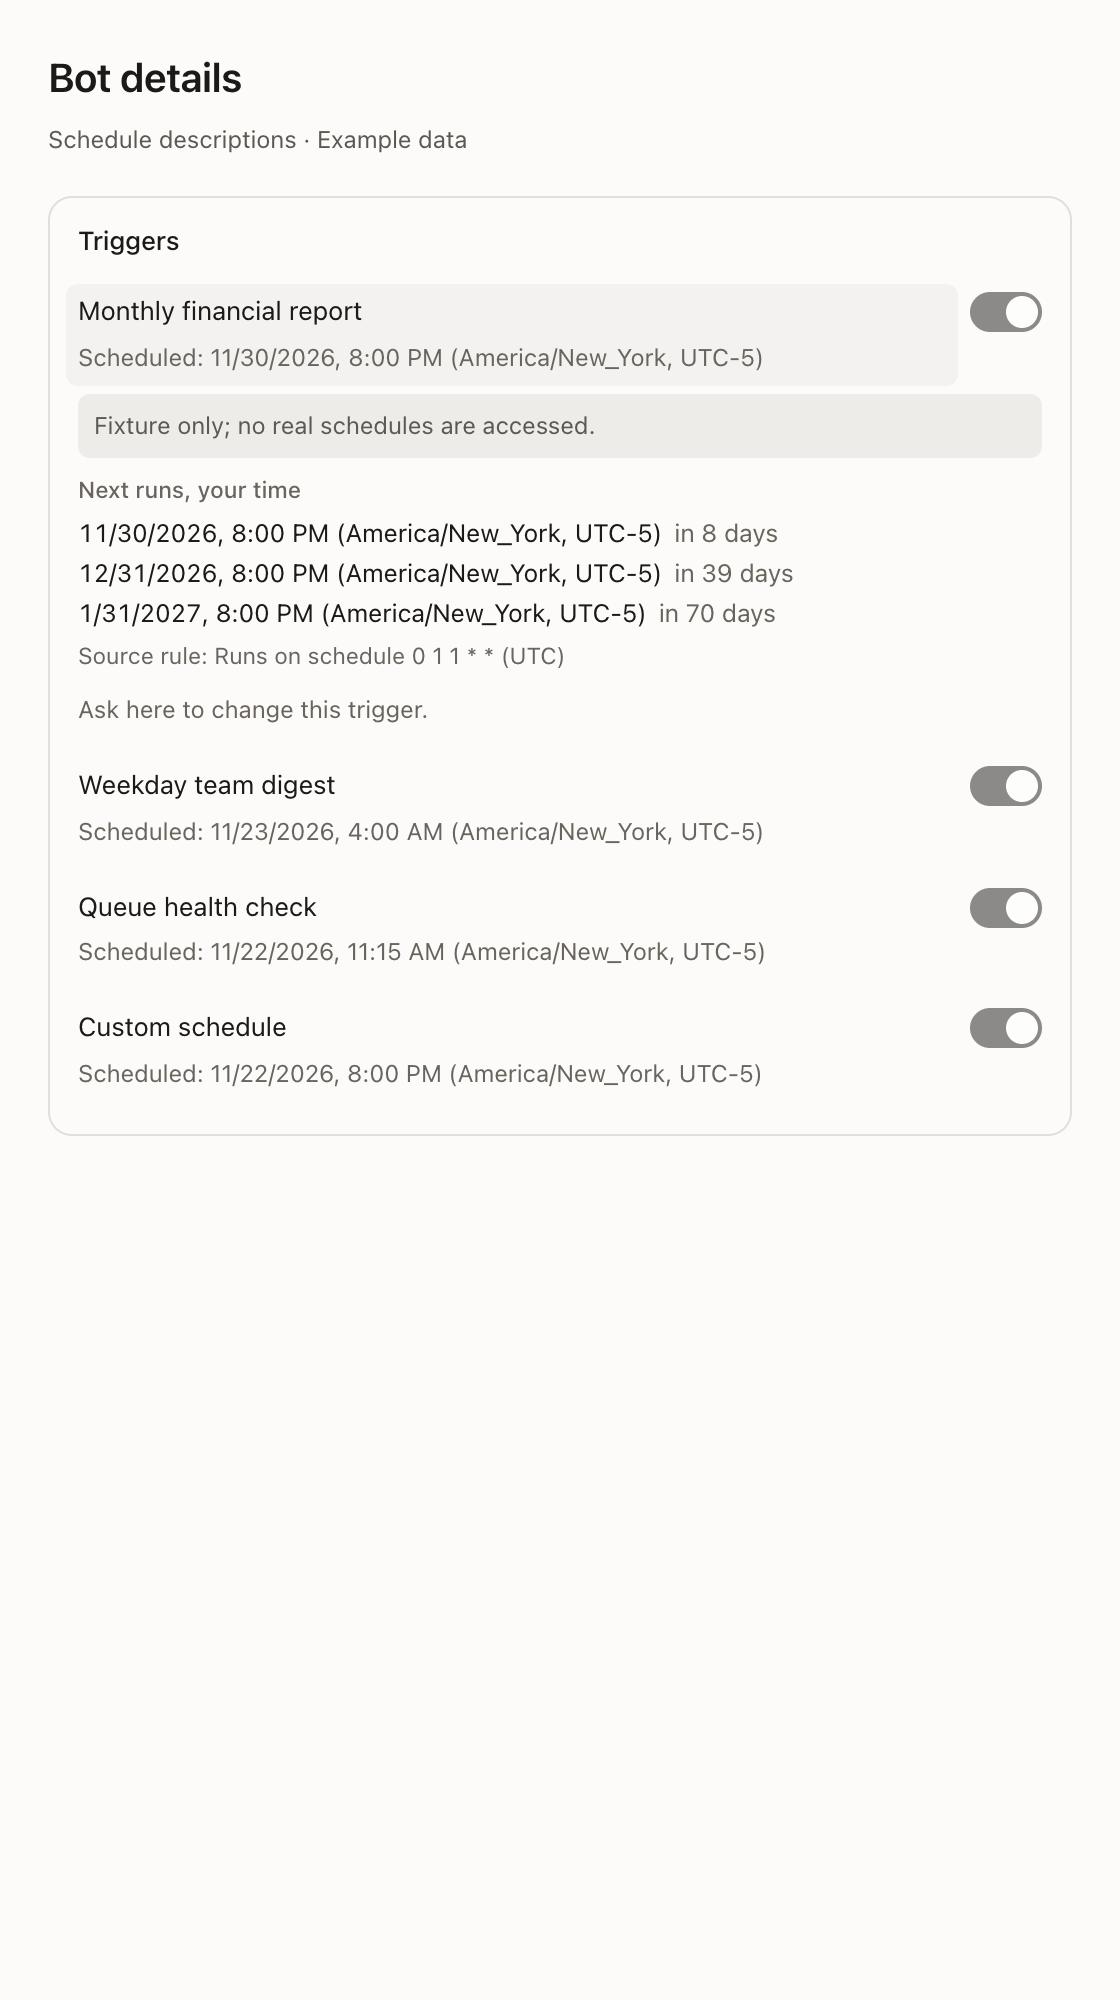 Bot details
Schedule descriptions · Example data
Triggers
Monthly financial report
Scheduled: 11/30/2026, 8:00 PM (America/New_York, UTC-5)
Fixture only; no real schedules are accessed.
Next runs, your time
11/30/2026, 8:00 PM (America/New_York, UTC-5) in 8 days
12/31/2026, 8:00 PM (America/New_York, UTC-5) in 39 days
1/31/2027, 8:00 PM (America/New_York, UTC-5) in 70 days
Source rule: Runs on schedule 0 1 1 * * (UTC)
Ask here to change this trigger.
Weekday team digest
Scheduled: 11/23/2026, 4:00 AM (America/New_York, UTC-5)
Queue health check
Scheduled: 11/22/2026, 11:15 AM (America/New_York, UTC-5)
Custom schedule
Scheduled: 11/22/2026, 8:00 PM (America/New_York, UTC-5)